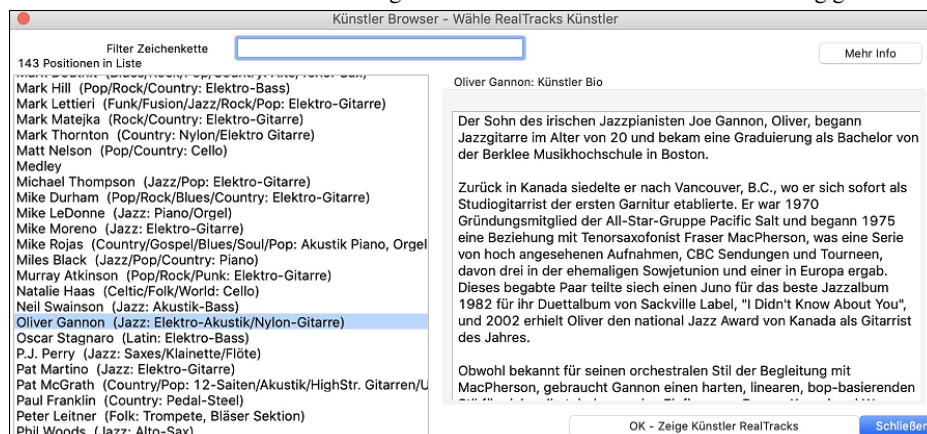 Künstler Browser - Wähle RealTracks Künstler
Filter Zeichenkette
143 Positionen in Liste
Mehr Info
Mark Hill (Pop/Rock/Country: Elektro-Bass)
Mark Lettieri (Funk/Fusion/Jazz/Rock/Pop: Elektro-Gitarre)
Mark Matejka (Rock/Country: Elektro-Gitarre)
Mark Thornton (Country: Nylon/Elektro Gitarre)
Matt Nelson (Pop/Country: Cello)
Medley
Michael Thompson (Jazz/Pop: Elektro-Gitarre)
Mike Durham (Pop/Rock/Blues/Country: Elektro-Gitarre)
Mike LeDonne (Jazz: Piano/Orgel)
Mike Moreno (Jazz: Elektro-Gitarre)
Mike Rojas (Country/Gospel/Blues/Soul/Pop: Akustik Piano, Orgel
Miles Black (Jazz/Pop/Country: Piano)
Murray Atkinson (Pop/Rock/Punk: Elektro-Gitarre)
Natalie Haas (Celtic/Folk/World: Cello)
Neil Swainson (Jazz: Akustik-Bass)
Oliver Gannon (Jazz: Elektro-Akustik/Nylon-Gitarre)
Oscar Stagnaro (Latin: Elektro-Bass)
P.J. Perry (Jazz: Saxes/Klainette/Flöte)
Pat Martino (Jazz: Elektro-Gitarre)
Pat McGrath (Country/Pop: 12-Saiten/Akustik/HighStr. Gitarren/U
Paul Franklin (Country: Pedal-Steel)
Peter Leitner (Folk: Trompete, Bläser Sektion)
Phil Woods (Jazz: Alto-Sax)
Oliver Gannon: Künstler Bio
Der Sohn des irischen Jazzpianisten Joe Gannon, Oliver, begann
Jazzgitarre im Alter von 20 und bekam eine Graduierung als Bachelor von
der Berklee Musikhochschule in Boston.
Zurück in Kanada siedelte er nach Vancouver, B.C., wo er sich sofort als
Studiogitarrist der ersten Garnitur etablierte. Er war 1970
Gründungsmitglied der All-Star-Gruppe Pacific Salt und begann 1975
eine Beziehung mit Tenorsaxofonist Fraser MacPherson, was eine Serie
von hoch angesehenen Aufnahmen, CBC Sendungen und Tourneen,
davon drei in der ehemaligen Sowjetunion und einer in Europa ergab.
Dieses begabte Paar teilte siech einen Juno für das beste Jazzalbum
1982 für ihr Duettalbum von Sackville Label, "I Didn't Know About You",
und 2002 erhielt Oliver den national Jazz Award von Kanada als Gitarrist
des Jahres.
Obwohl bekannt für seinen orchestralen Stil der Begleitung mit
MacPherson, gebraucht Gannon einen harten, linearen, bop-basierenden
OK - Zeige Künstler RealTracks
Schließen